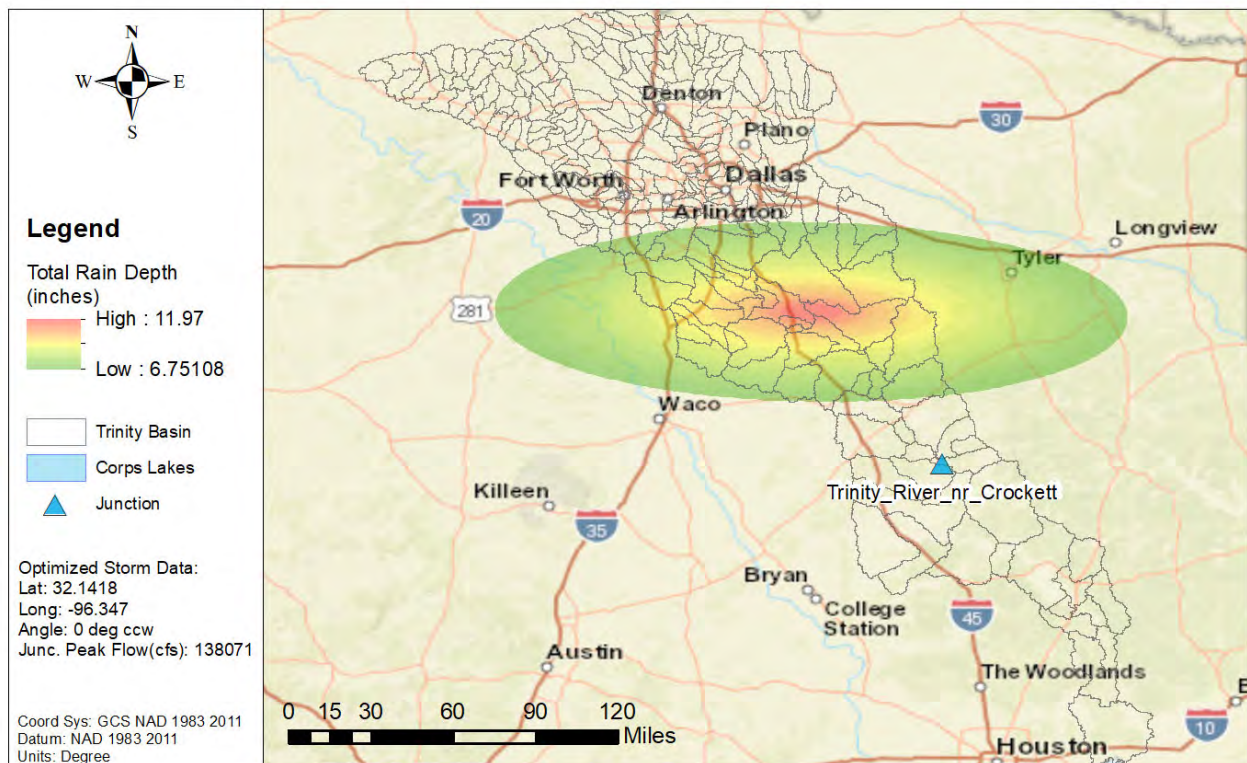 N
W E
S
Legend
Total Rain Depth
(inches)
High : 11.97
Low : 6.75108
Trinity Basin
Corps Lakes
Junction
Optimized Storm Data:
Lat: 32.1418
Long: -96.347
Angle: 0 deg ccw
Junc. Peak Flow(cfs): 138071
Coord Sys: GCS NAD 1983 2011
Datum: NAD 1983 2011
Units: Degree
Denton
30
Plano
Dallas
Fort Worth
Arlington
20
Longview
Tyler
281
Waco
Trinity_River_nr_Crockett
Killeen
35
Bryan
College
Station
45
Austin
The Woodlands
0 15 30 60 90 120
Miles
10
Houston